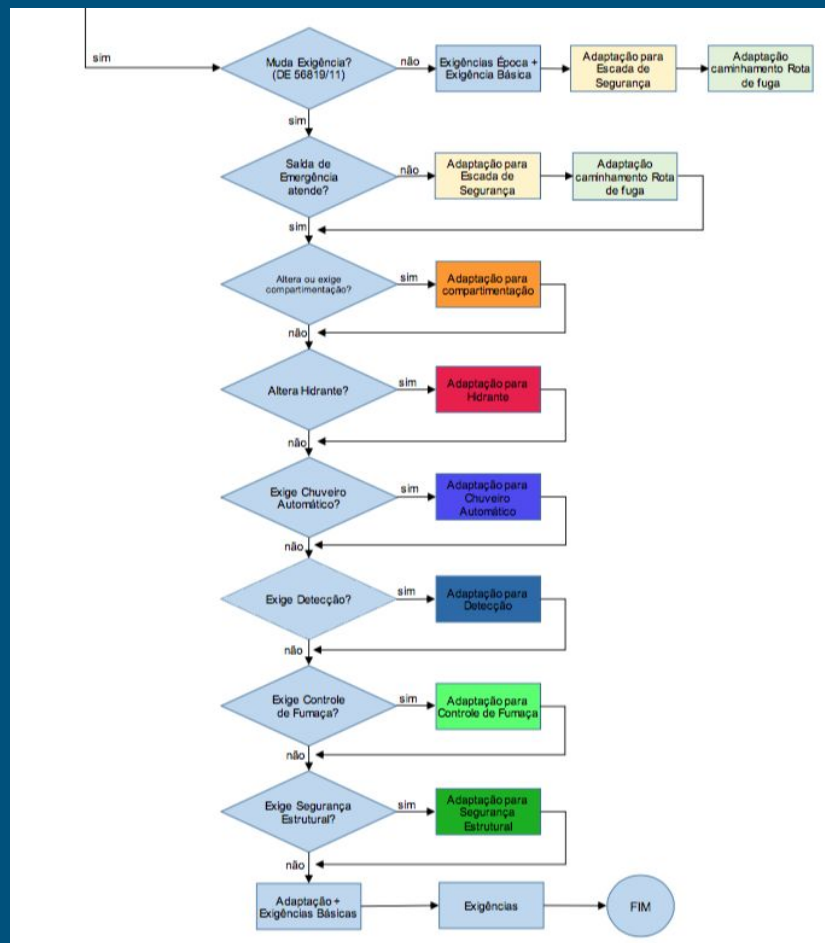 sim
Muda Exigência?
(DE 56819/11)
não
Exigências Época +
Exigência Básica
Adaptação para
Escada de
Segurança
Adaptação
caminhamento Rota
de fuga
sim
Saída de
Emergência
atende?
não
Adaptação para
Escada de
Segurança
Adaptação
caminhamento Rota
de fuga
sim
Altera ou exige
compartimentação?
sim
Adaptação para
compartimentação
não
Altera Hidrante?
sim
Adaptação para
Hidrante
não
Exige Chuveiro
Automático?
sim
Adaptação para
Chuveiro
Automático
não
Exige Detecção?
sim
Adaptação para
Detecção
não
Exige Controle
de Fumaça?
sim
Adaptação para
Controle de Fumaça
não
Exige Segurança
Estrutural?
sim
Adaptação para
Segurança
Estrutural
não
Adaptação +
Exigências Básicas
Exigências
FIM